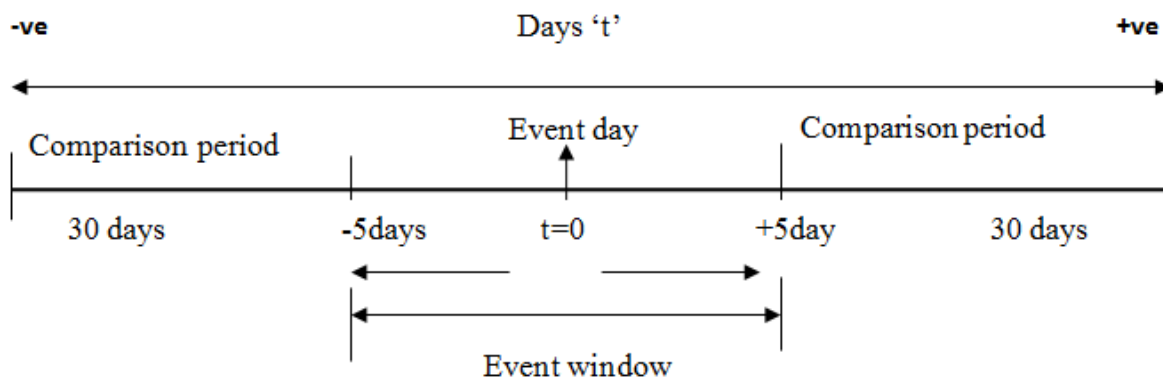 -ve Days ‘t’ +ve
Comparison period Event day Comparison period
30 days -5days t=0 +5day 30 days
Event window